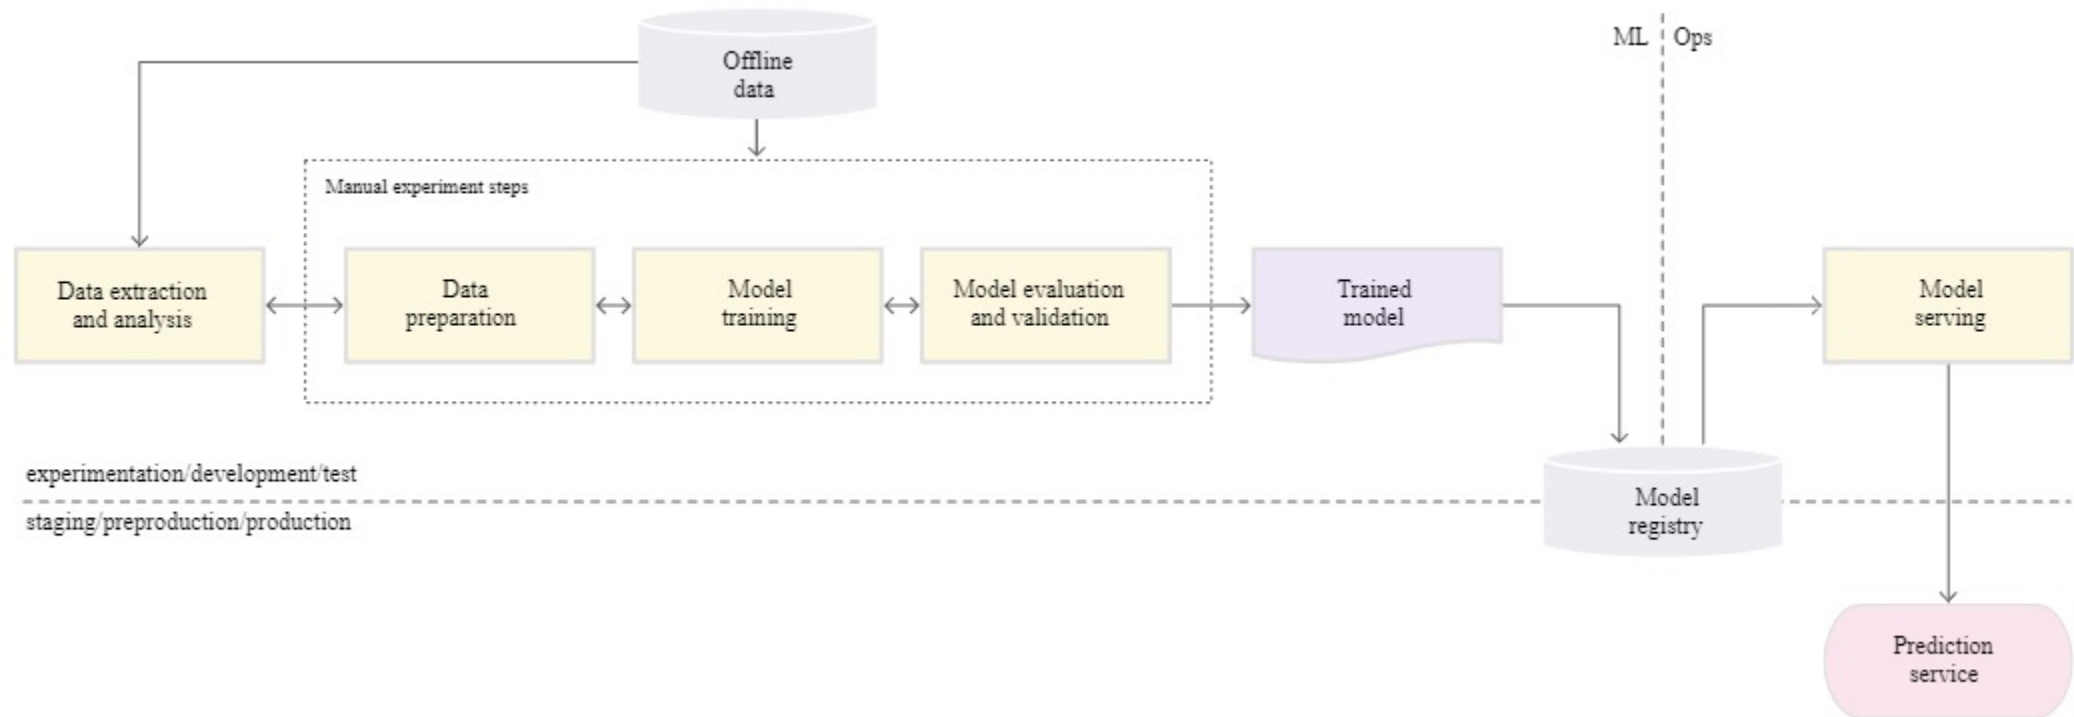 Offline
data
ML
Ops
Manual experiment steps
Data extraction
and analysis
Data
preparation
Model
training
Model evaluation
and validation
Trained
model
Model
serving
experimentation/development/test
staging/preproduction/production
Model
registry
Prediction
service